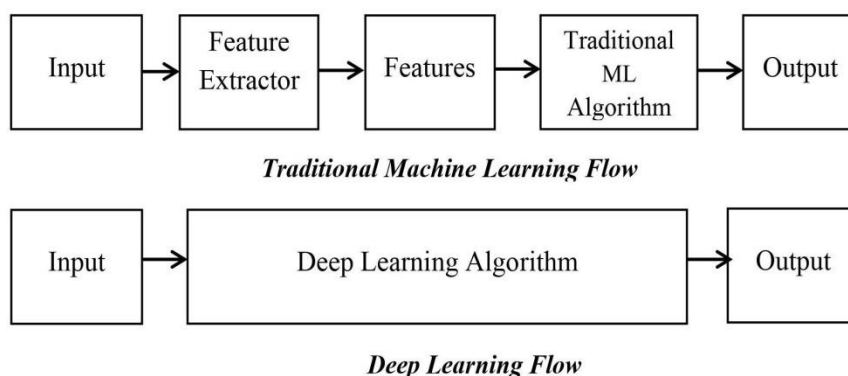 Input
Feature
Extractor
Features
Traditional
ML
Algorithm
Output
Traditional Machine Learning Flow
Input
Deep Learning Algorithm
Output
Deep Learning Flow